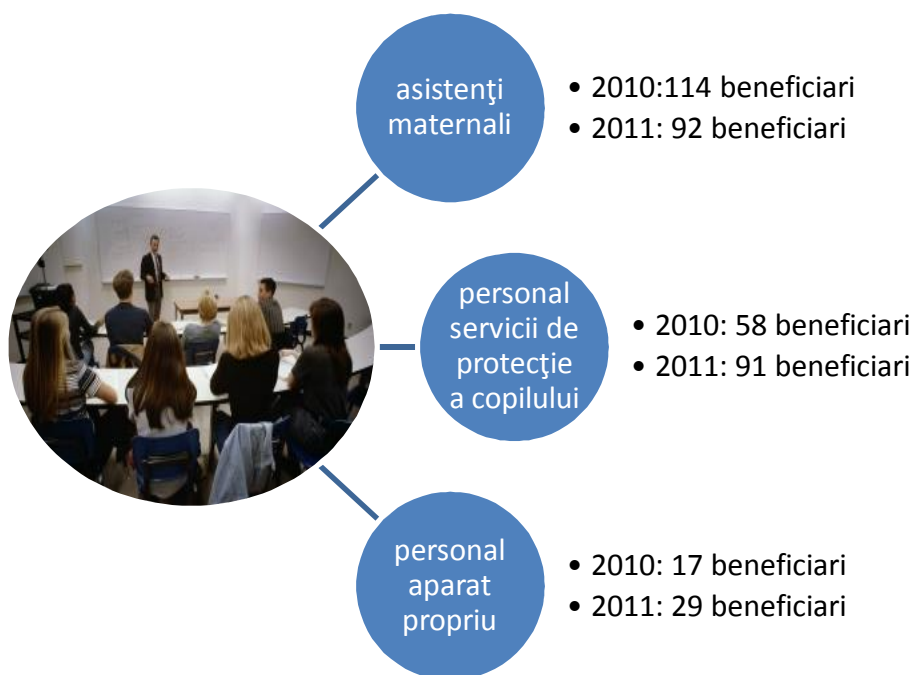 asistenţi
maternali
• 2010:114 beneficiari
• 2011: 92 beneficiari
personal
servicii de
protecţie
a copilului
• 2010: 58 beneficiari
• 2011: 91 beneficiari
personal
aparat
propriu
• 2010: 17 beneficiari
• 2011: 29 beneficiari